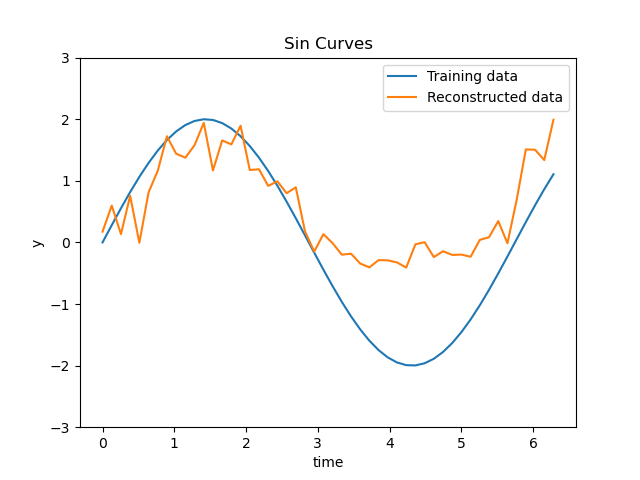 Sin Curves
Training data
Reconstructed data
3
2
1
0
−1
−2
−3
y
0
1
2
3
4
5
6
time